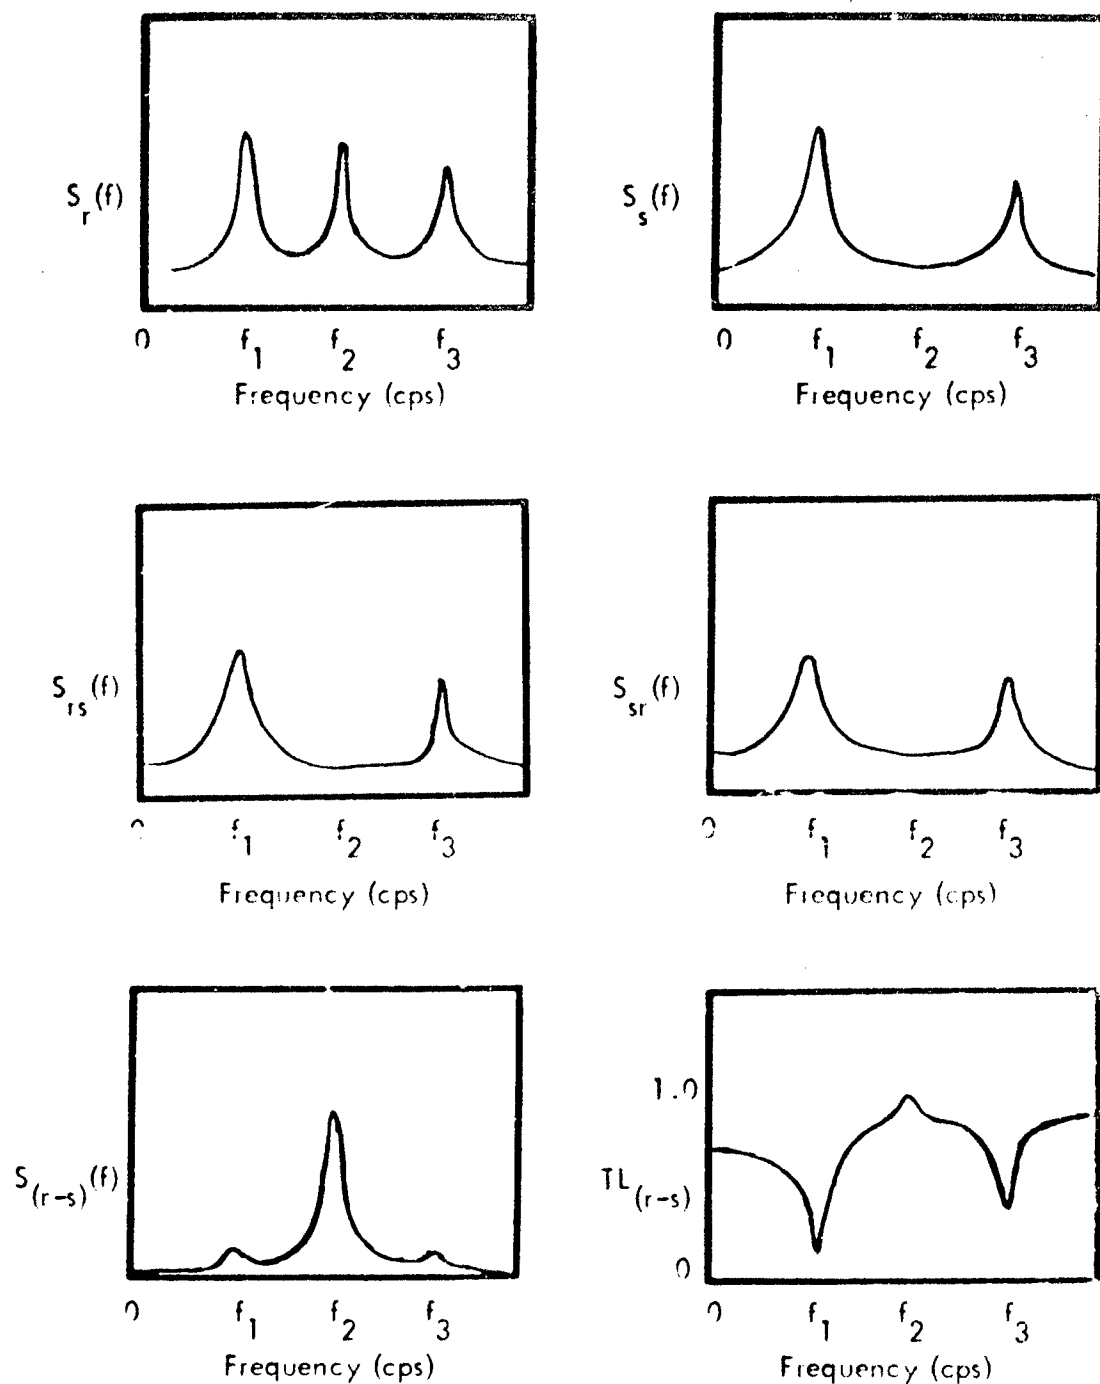 S_r(f)
0 f_1 f_2 f_3
Frequency (cps)
S_s(f)
0 f_1 f_2 f_3
Frequency (cps)
S_rs(f)
0 f_1 f_2 f_3
Frequency (cps)
S_sr(f)
0 f_1 f_2 f_3
Frequency (cps)
S_(r-s)(f)
0 f_1 f_2 f_3
Frequency (cps)
1.0
TL_(r-s)
0
0 f_1 f_2 f_3
Frequency (cps)